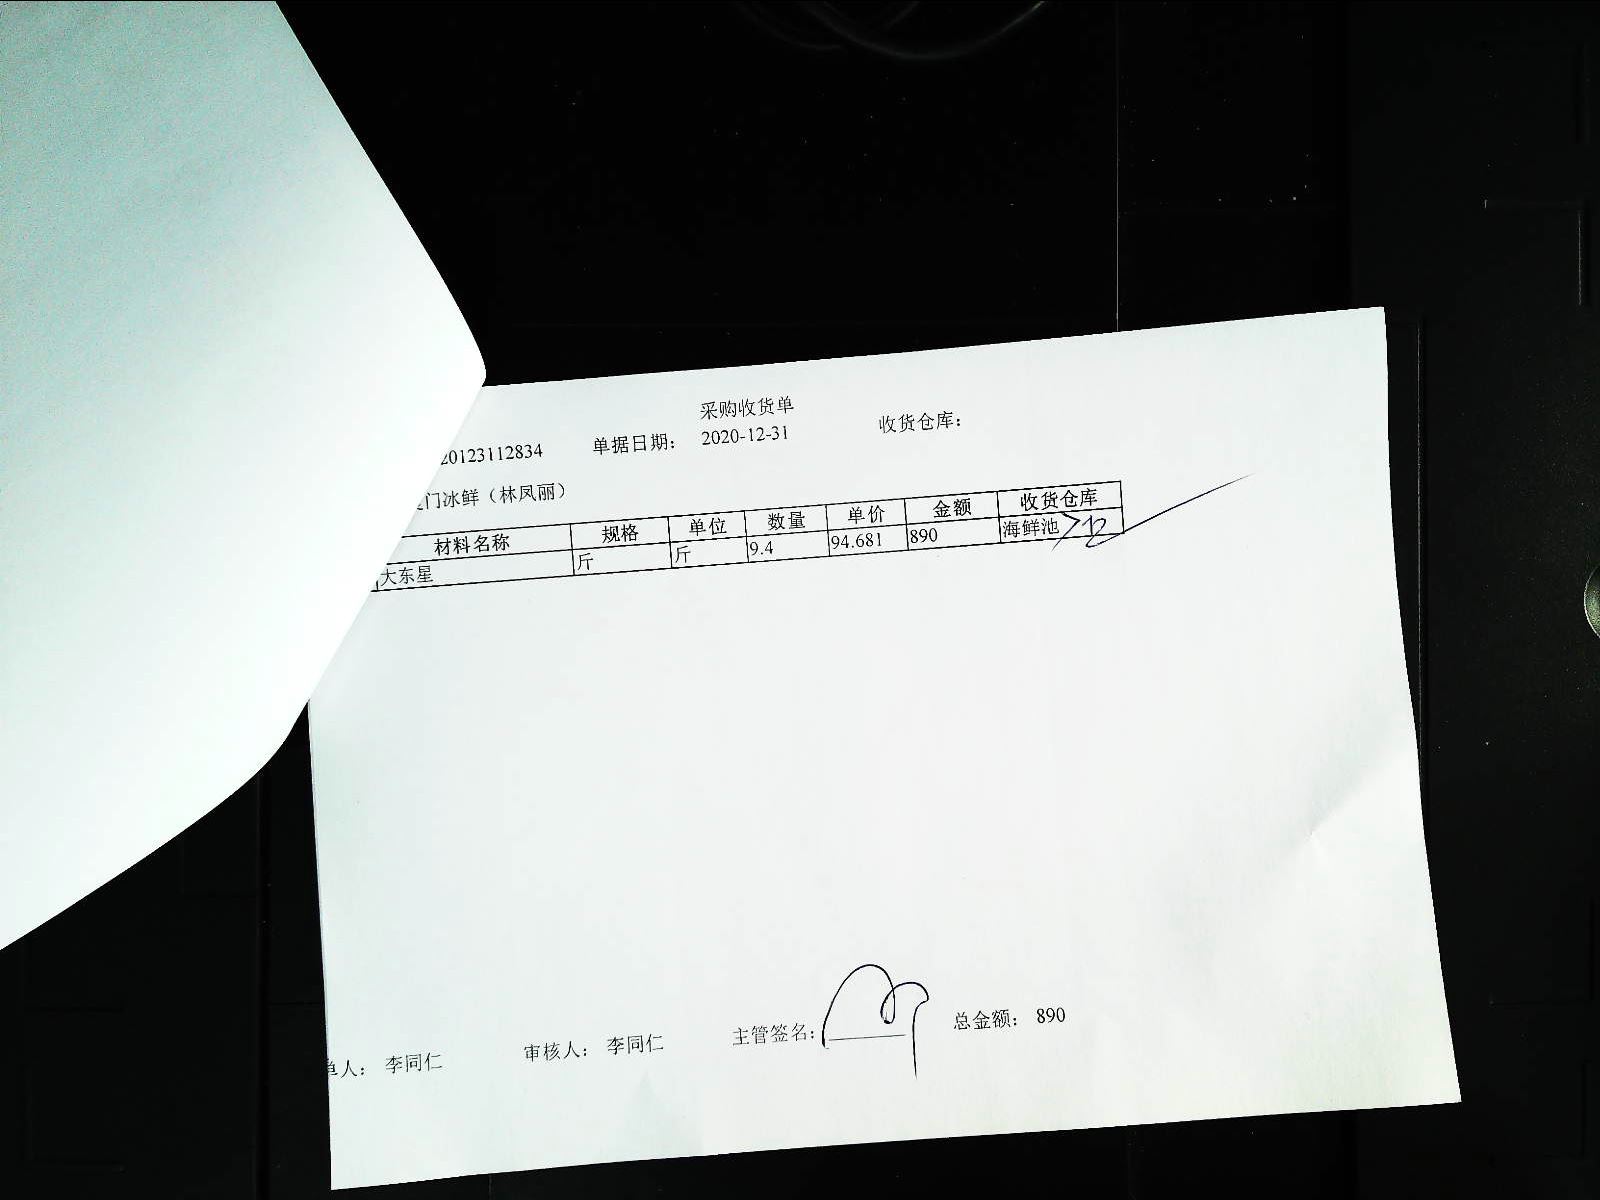 采购收货单
20123112834 单据日期： 2020-12-31 收货仓库：
门冰鲜（林凤丽）
材料名称 规格 单位 数量 单价 金额 收货仓库
大东星 斤 斤 9.4 94.681 890 海鲜池
单人： 李同仁 审核人： 李同仁 主管签名： 总金额： 890